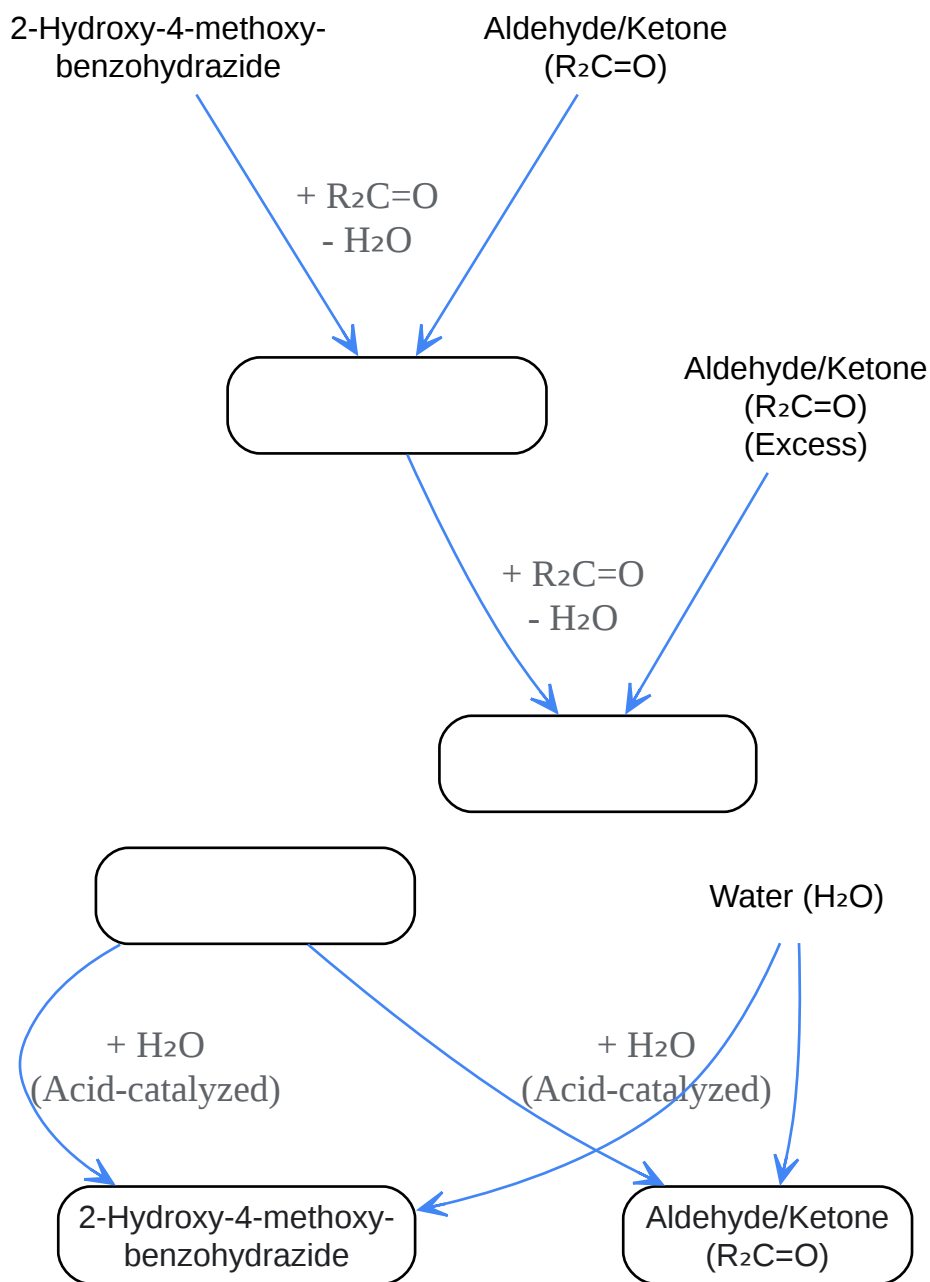 2-Hydroxy-4-methoxy-
benzohydrazide
Aldehyde/Ketone
(R₂C=O)
+ R₂C=O
- H₂O
Aldehyde/Ketone
(R₂C=O)
(Excess)
+ R₂C=O
- H₂O
Water (H₂O)
+ H₂O
(Acid-catalyzed)
+ H₂O
(Acid-catalyzed)
2-Hydroxy-4-methoxy-
benzohydrazide
Aldehyde/Ketone
(R₂C=O)